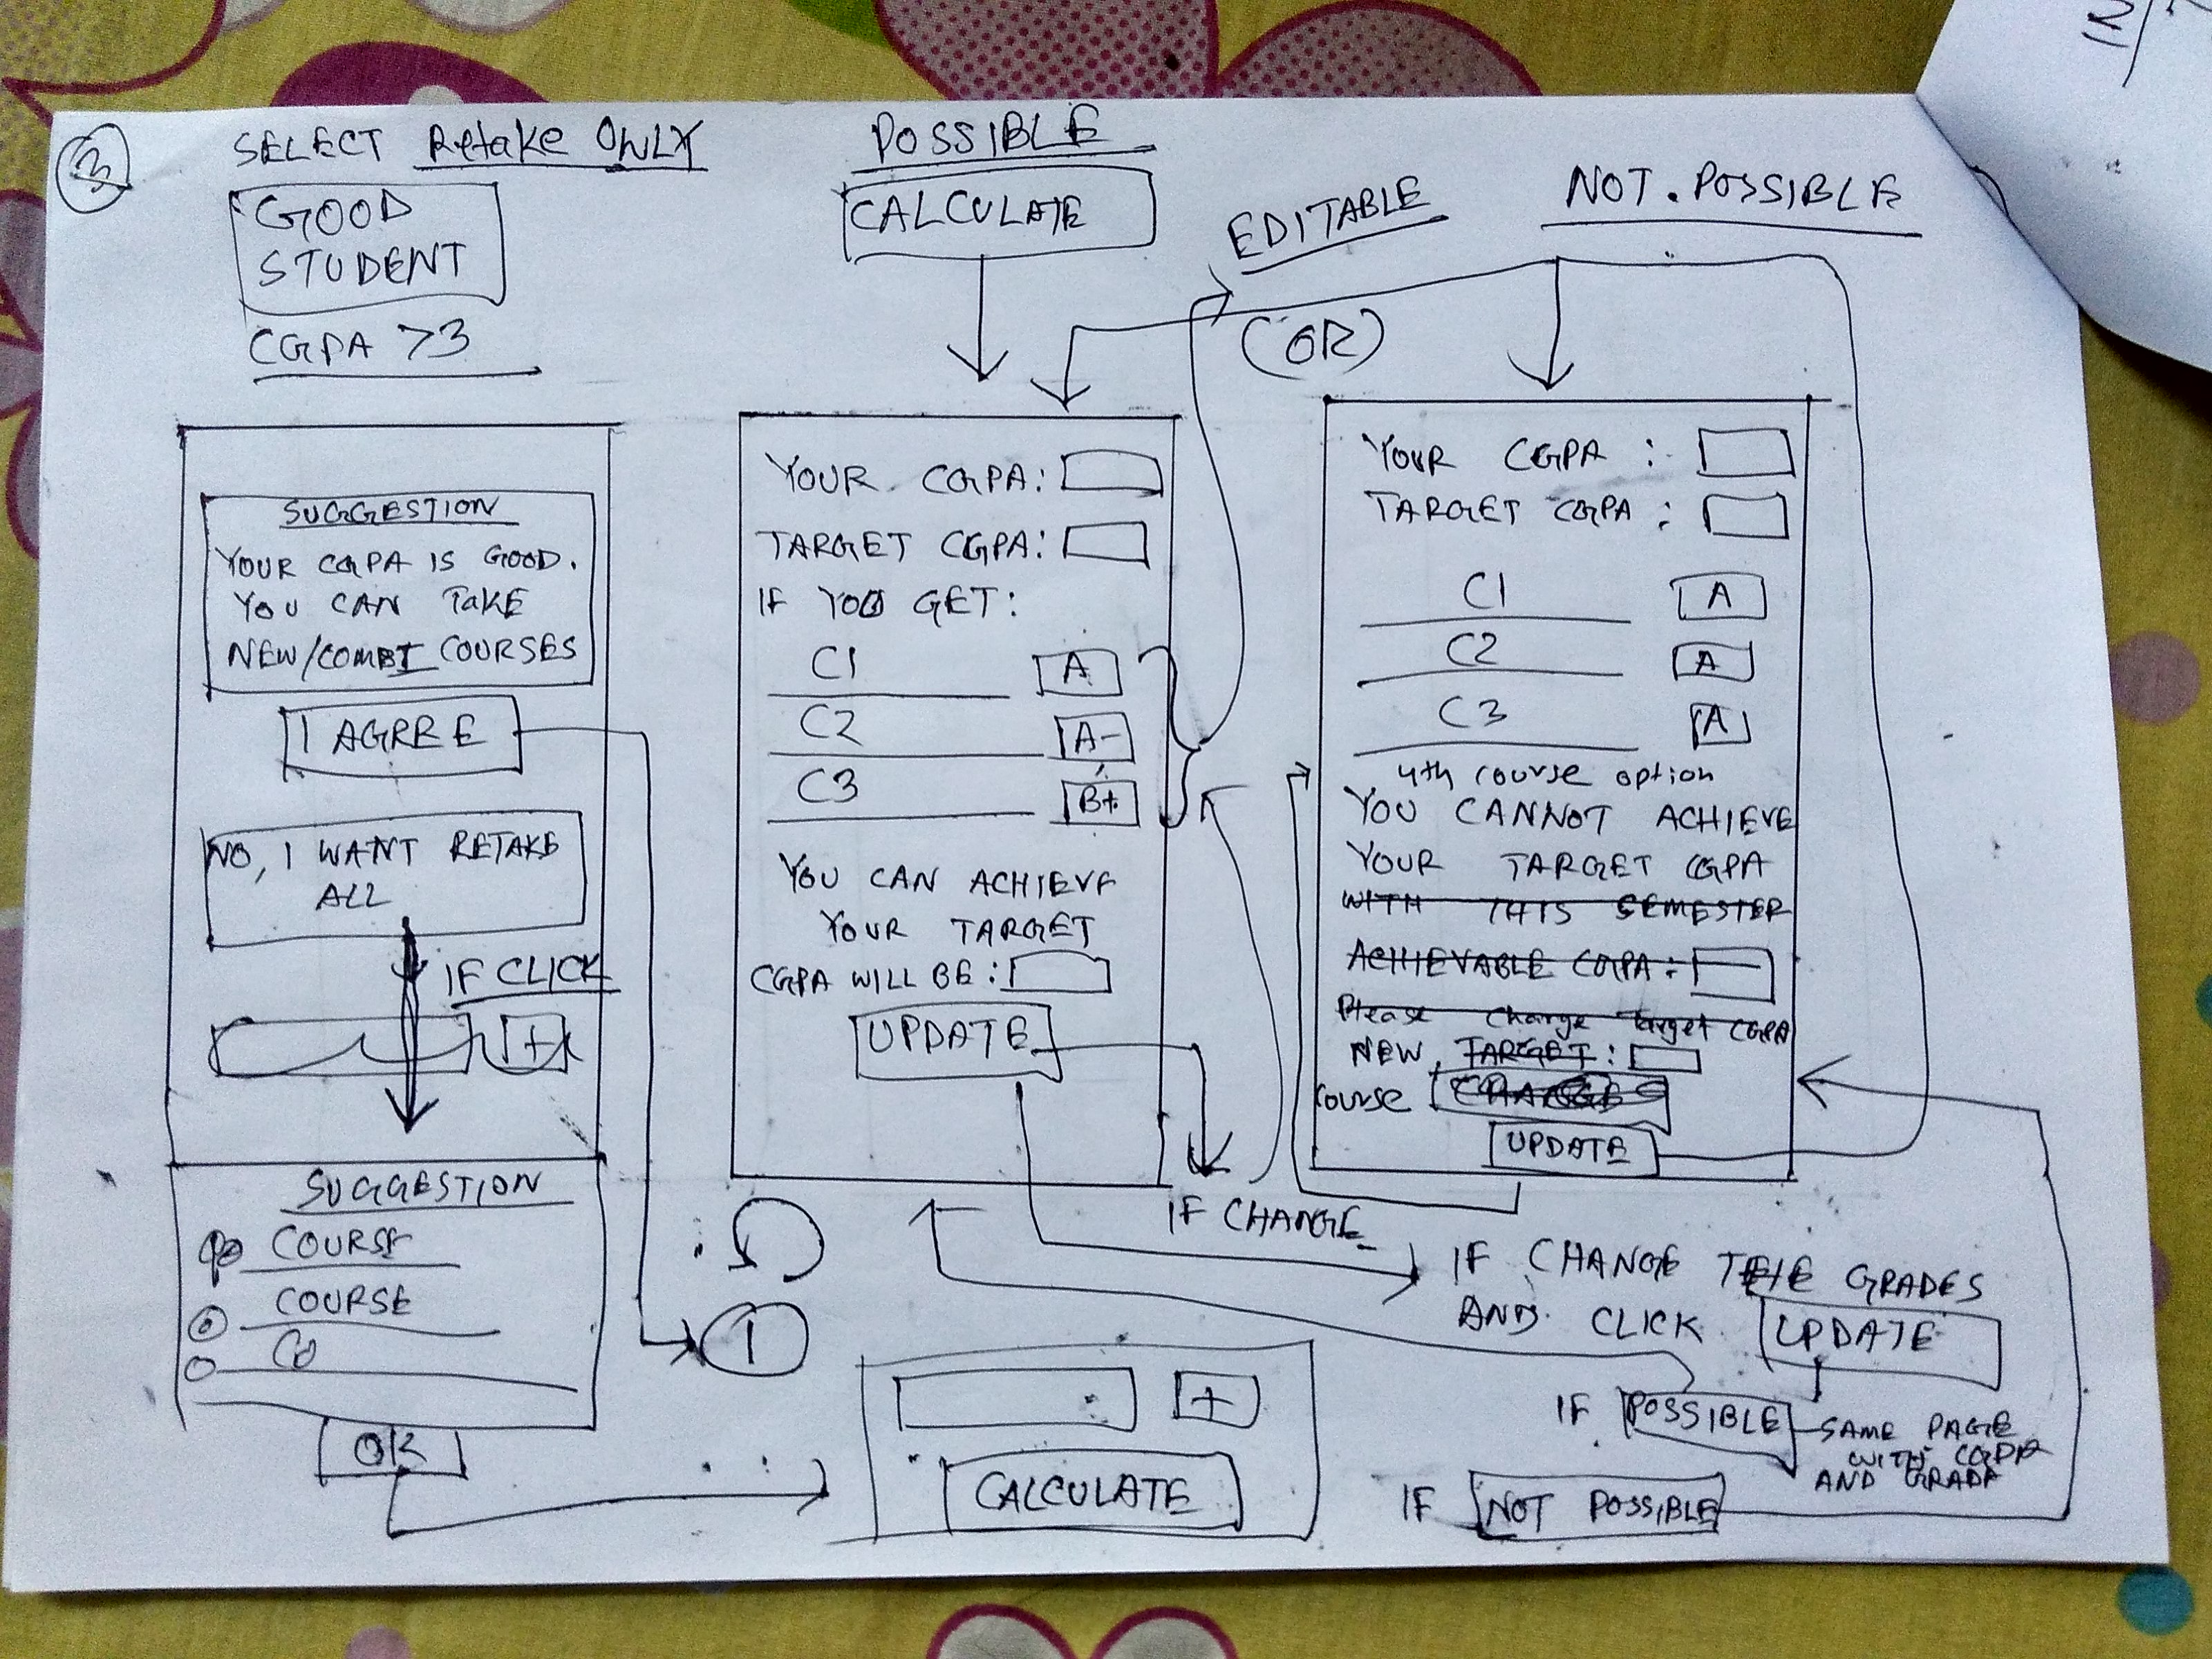 3
SELECT Retake ONLY
GOOD
STUDENT
CGPA >3
SUGGESTION
YOUR CGPA IS GOOD.
YOU CAN TAKE
NEW/COMBI COURSES
I AGREE
NO, I WANT RETAKE
ALL
IF CLICK
+
SUGGESTION
COURSE
COURSE
CO
OK
POSSIBLE
CALCULATE
YOUR CGPA:
TARGET CGPA:
IF YOU GET:
C1 A
C2 A-
C3 B+
YOU CAN ACHIEVE
YOUR TARGET
CGPA WILL BE:
UPDATE
IF CHANGE
1
+
CALCULATE
EDITABLE
(OR)
NOT POSSIBLE
YOUR CGPA :
TARGET CGPA :
C1 A
C2 A
C3 A
4th course option
YOU CANNOT ACHIEVE
YOUR TARGET CGPA
WITH THIS SEMESTER
ACHIEVABLE CGPA:
Please change target CGPA
NEW TARGET:
course CHANGE
UPDATE
IF CHANGE THE GRADES
AND CLICK UPDATE
IF POSSIBLE SAME PAGE
WITH CGPA
AND GRADE
IF NOT POSSIBLE